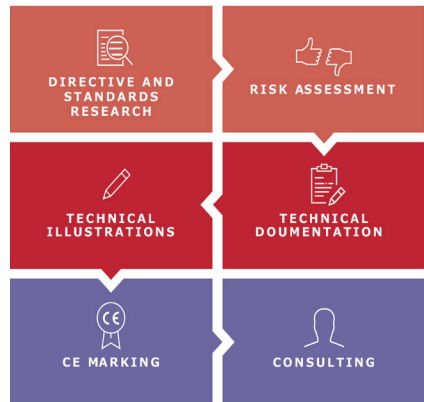 DIRECTIVE AND
STANDARDS
RESEARCH
RISK ASSESSMENT
TECHNICAL
ILLUSTRATIONS
TECHNICAL
DOUMENTATION
CE
CE MARKING
CONSULTING